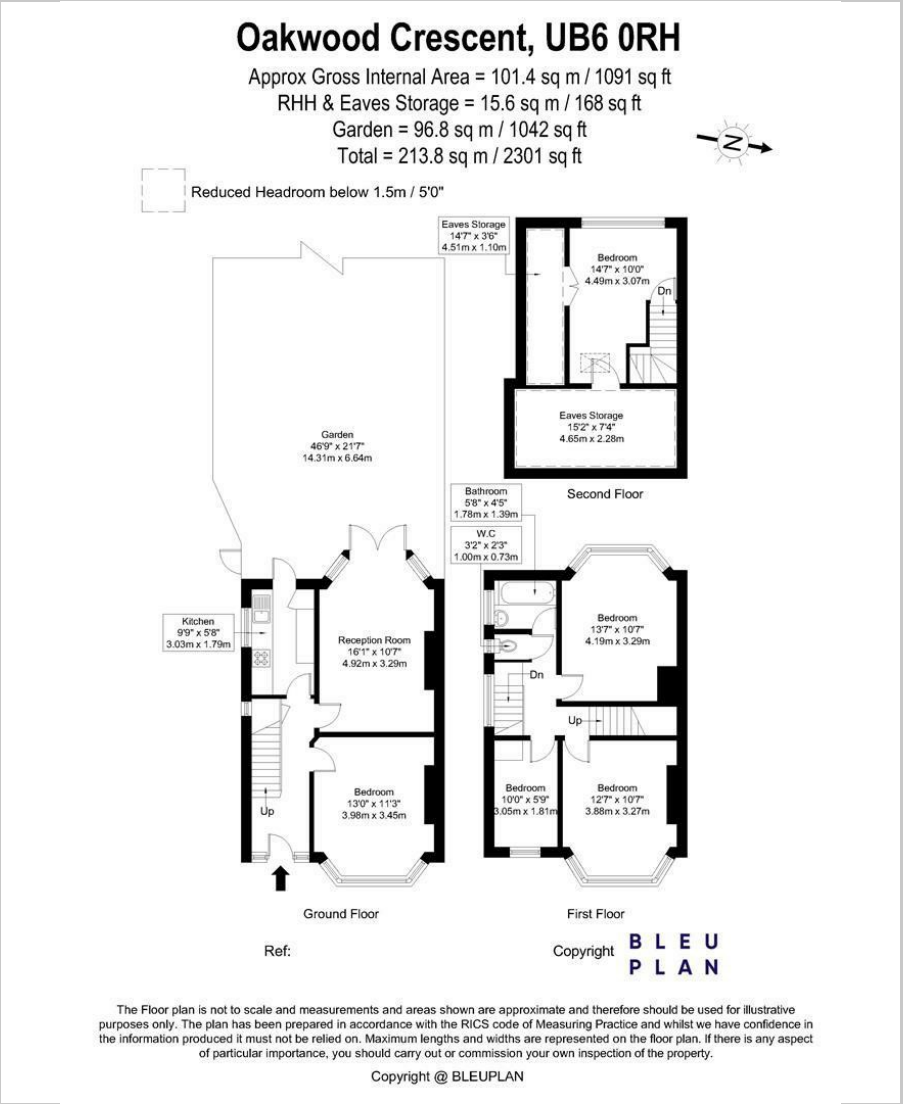 Oakwood Crescent, UB6 0RH
Approx Gross Internal Area = 101.4 sq m / 1091 sq ft
RHH & Eaves Storage = 15.6 sq m / 168 sq ft
Garden = 96.8 sq m / 1042 sq ft
Total = 213.8 sq m / 2301 sq ft
N
Reduced Headroom below 1.5m / 5'0"
Eaves Storage
14'7" x 3'6"
4.51m x 1.10m
Bedroom
14'7" x 10'0"
4.49m x 3.07m
Dn
Eaves Storage
15'2" x 7'4"
4.65m x 2.28m
Second Floor
Garden
46'9" x 21'7"
14.31m x 6.64m
Kitchen
9'9" x 5'8"
3.03m x 1.79m
Reception Room
16'1" x 10'7"
4.92m x 3.29m
Bedroom
13'0" x 11'3"
3.98m x 3.45m
Up
Ground Floor
Bathroom
5'8" x 4'5"
1.78m x 1.39m
W.C
3'2" x 2'3"
1.00m x 0.73m
Bedroom
13'7" x 10'7"
4.19m x 3.29m
Dn
Up
Bedroom
10'0" x 5'9"
3.05m x 1.81m
Bedroom
12'7" x 10'7"
3.88m x 3.27m
First Floor
Ref:
Copyright
BLEU
PLAN
The Floor plan is not to scale and measurements and areas shown are approximate and therefore should be used for illustrative
purposes only. The plan has been prepared in accordance with the RICS code of Measuring Practice and whilst we have confidence in
the information produced it must not be relied on. Maximum lengths and widths are represented on the floor plan. If there is any aspect
of particular importance, you should carry out or commission your own inspection of the property.
Copyright @ BLEUPLAN